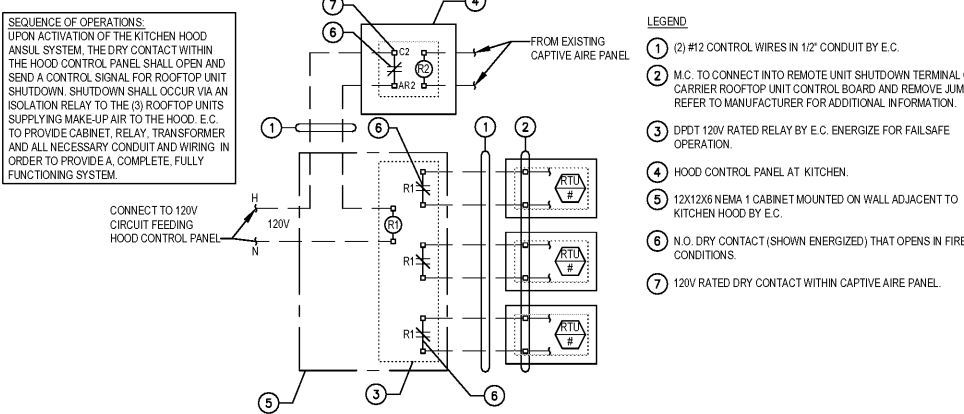 SEQUENCE OF OPERATIONS:
UPON ACTIVATION OF THE KITCHEN HOOD
ANSUL SYSTEM, THE DRY CONTACT WITHIN
THE HOOD CONTROL PANEL SHALL OPEN AND
SEND A CONTROL SIGNAL FOR ROOFTOP UNIT
SHUTDOWN. SHUTDOWN SHALL OCCUR VIA AN
ISOLATION RELAY TO THE (3) ROOFTOP UNITS
SUPPLYING MAKE-UP AIR TO THE HOOD. E.C.
TO PROVIDE CABINET, RELAY, TRANSFORMER
AND ALL NECESSARY CONDUIT AND WIRING IN
ORDER TO PROVIDE A, COMPLETE, FULLY
FUNCTIONING SYSTEM.
7
4
6
C2
R2
AR2
FROM EXISTING
CAPTIVE AIRE PANEL
1
6
1
2
CONNECT TO 120V
CIRCUIT FEEDING
HOOD CONTROL PANEL
H
120V
N
R1
R1
RTU
#
R1
RTU
#
R1
RTU
#
5
3
6
LEGEND
1 (2) #12 CONTROL WIRES IN 1/2" CONDUIT BY E.C.
2 M.C. TO CONNECT INTO REMOTE UNIT SHUTDOWN TERMINAL
CARRIER ROOFTOP UNIT CONTROL BOARD AND REMOVE JUM
REFER TO MANUFACTURER FOR ADDITIONAL INFORMATION.
3 DPDT 120V RATED RELAY BY E.C. ENERGIZE FOR FAILSAFE
OPERATION.
4 HOOD CONTROL PANEL AT KITCHEN.
5 12X12X6 NEMA 1 CABINET MOUNTED ON WALL ADJACENT TO
KITCHEN HOOD BY E.C.
6 N.O. DRY CONTACT (SHOWN ENERGIZED) THAT OPENS IN FIRE
CONDITIONS.
7 120V RATED DRY CONTACT WITHIN CAPTIVE AIRE PANEL.